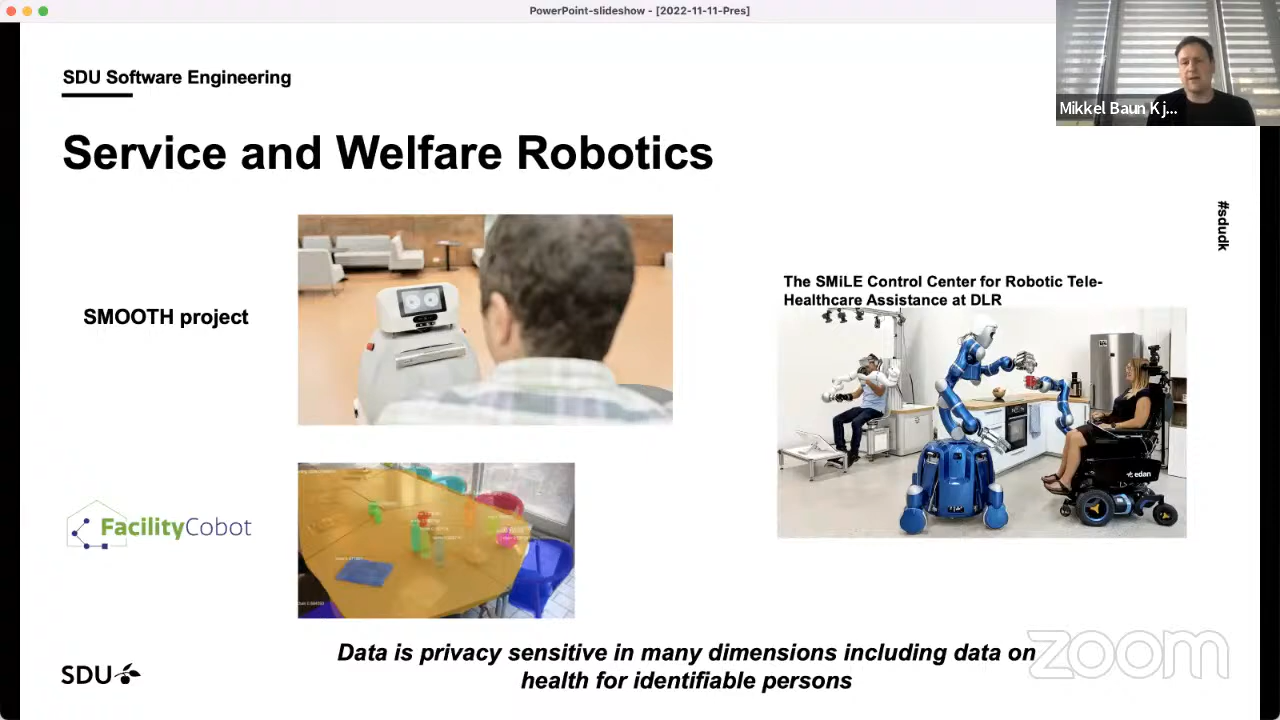 PowerPoint-slideshow - [2022-11-11-Pres]
SDU Software Engineering
Mikkel Baun Kj...
Service and Welfare Robotics
#sdudk
The SMiLE Control Center for Robotic Tele-
Healthcare Assistance at DLR
SMOOTH project
edan
FacilityCobot
Data is privacy sensitive in many dimensions including data on
health for identifiable persons
zoom
SDU